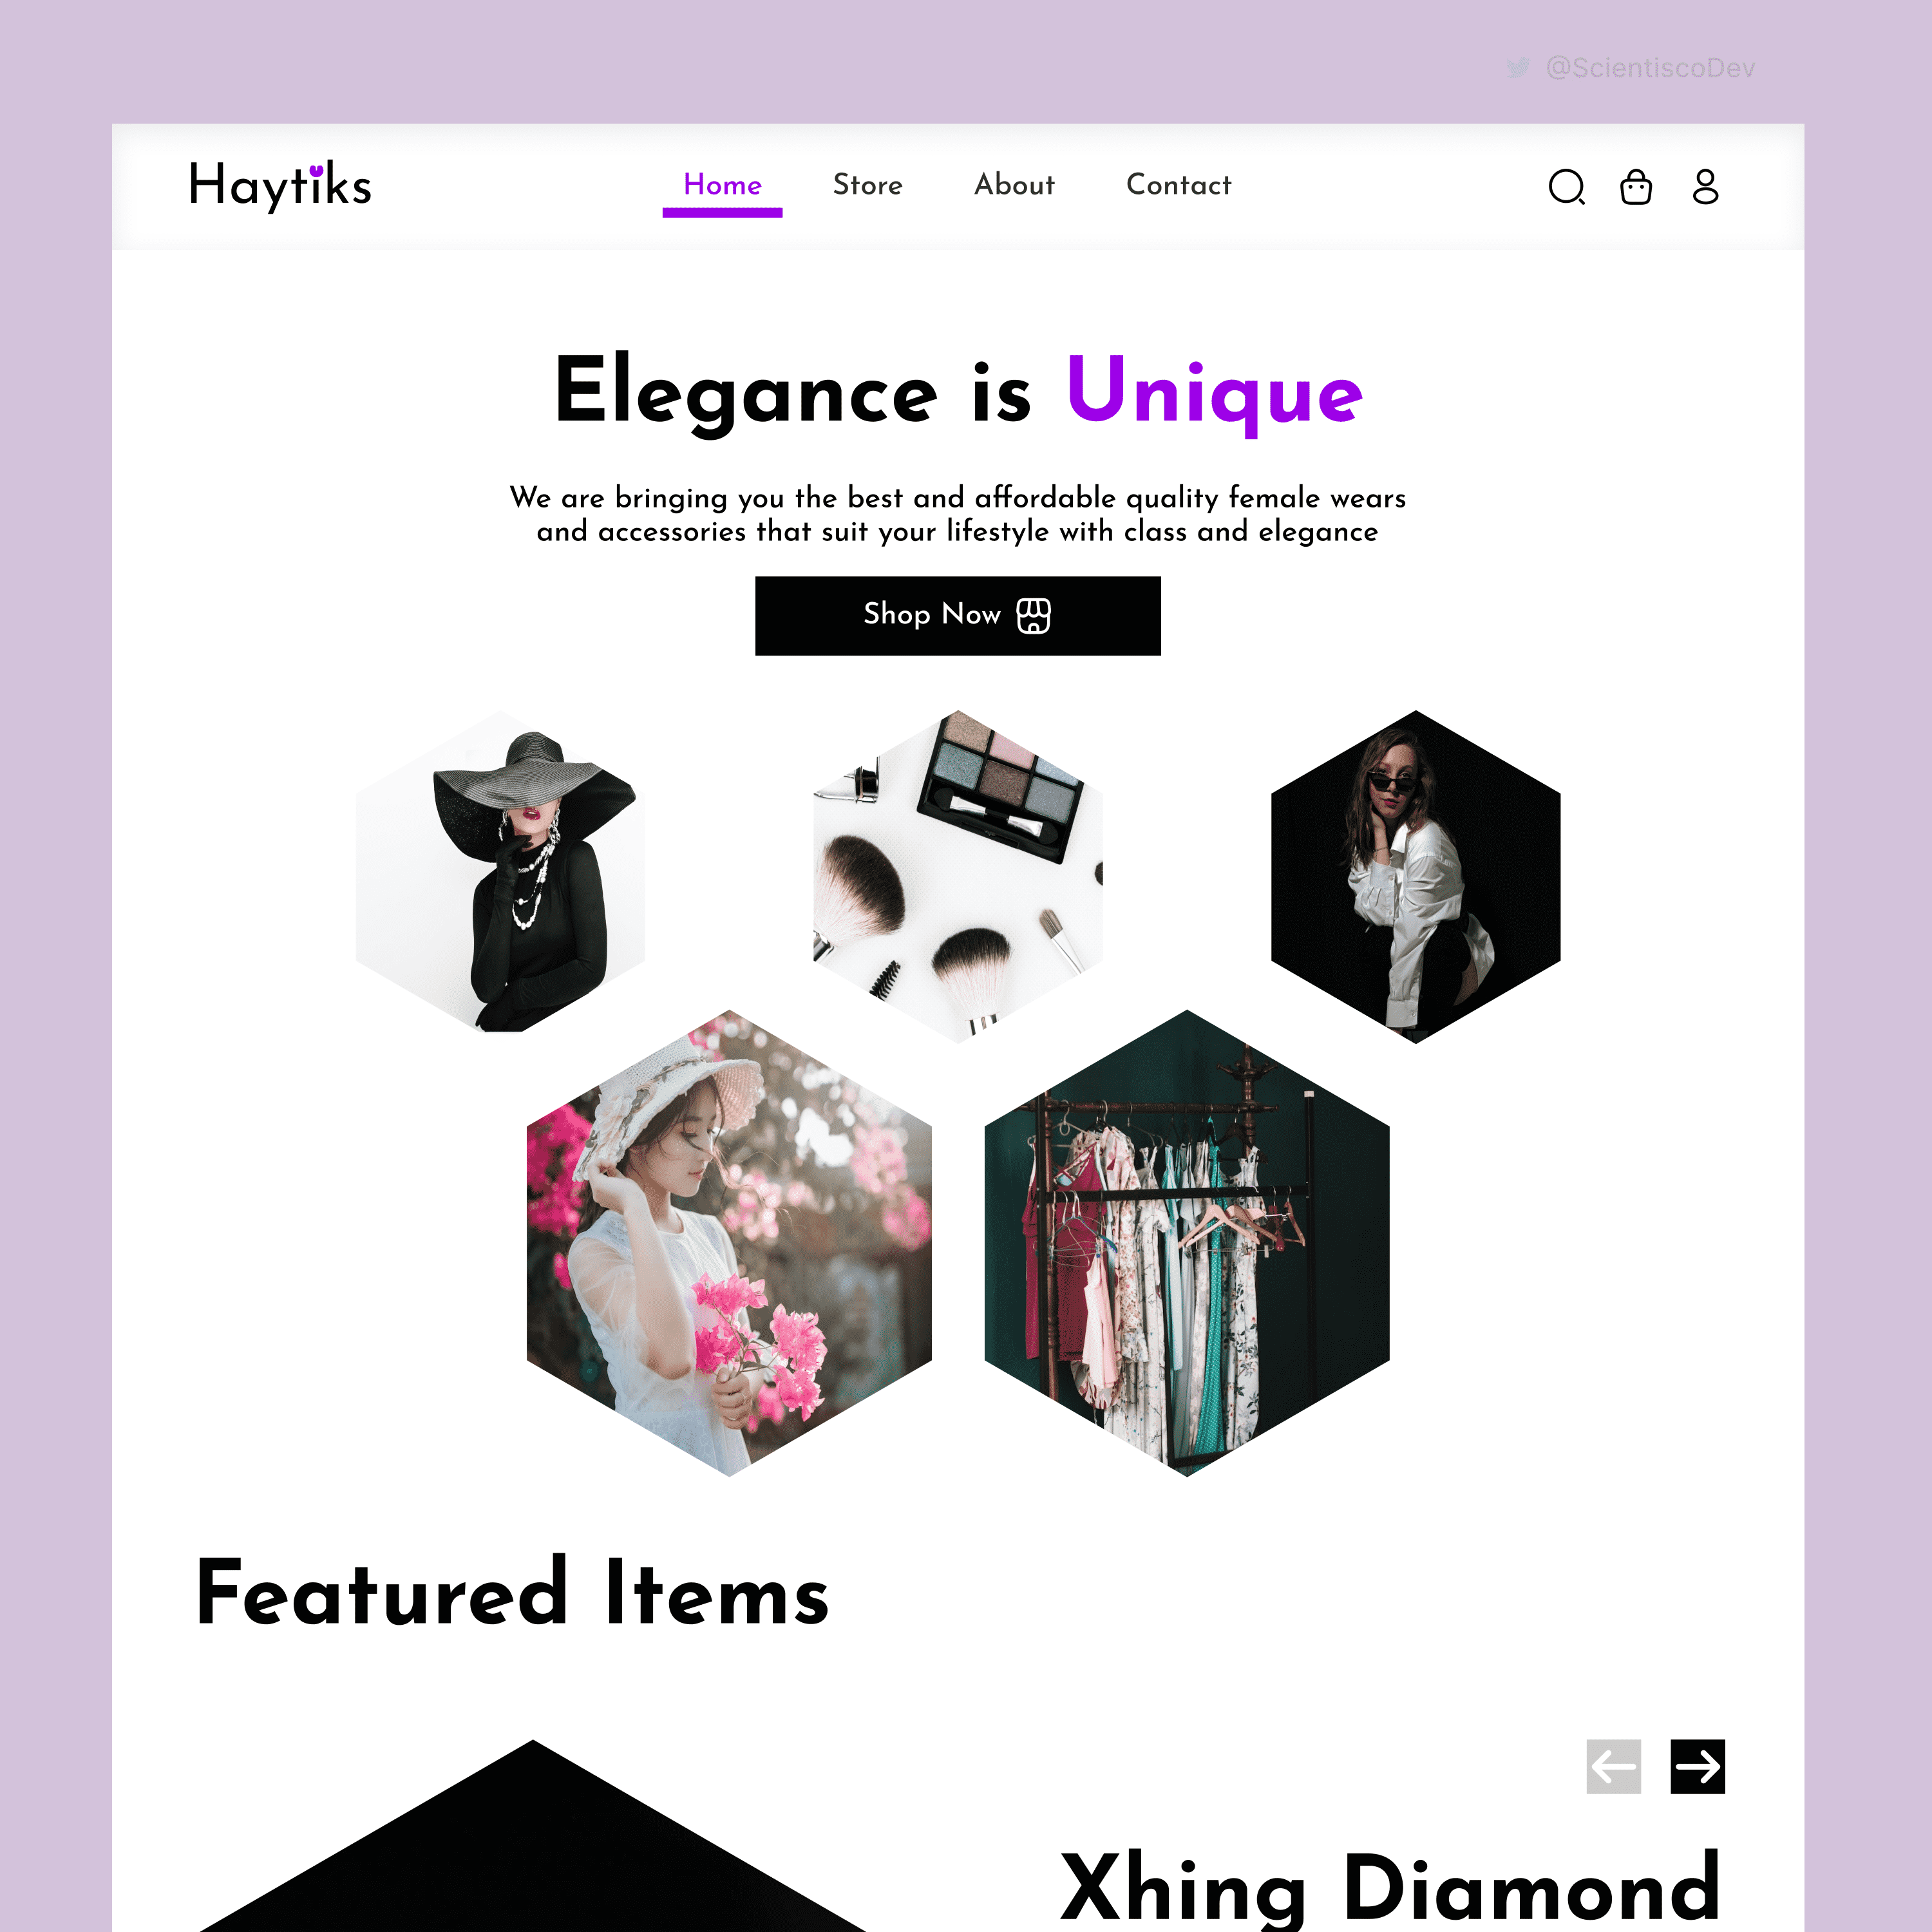 @ScientiscoDev
Haytiks
Home Store About Contact
Elegance is Unique
We are bringing you the best and affordable quality female wears
and accessories that suit your lifestyle with class and elegance
Shop Now
Featured Items
Xhing Diamond